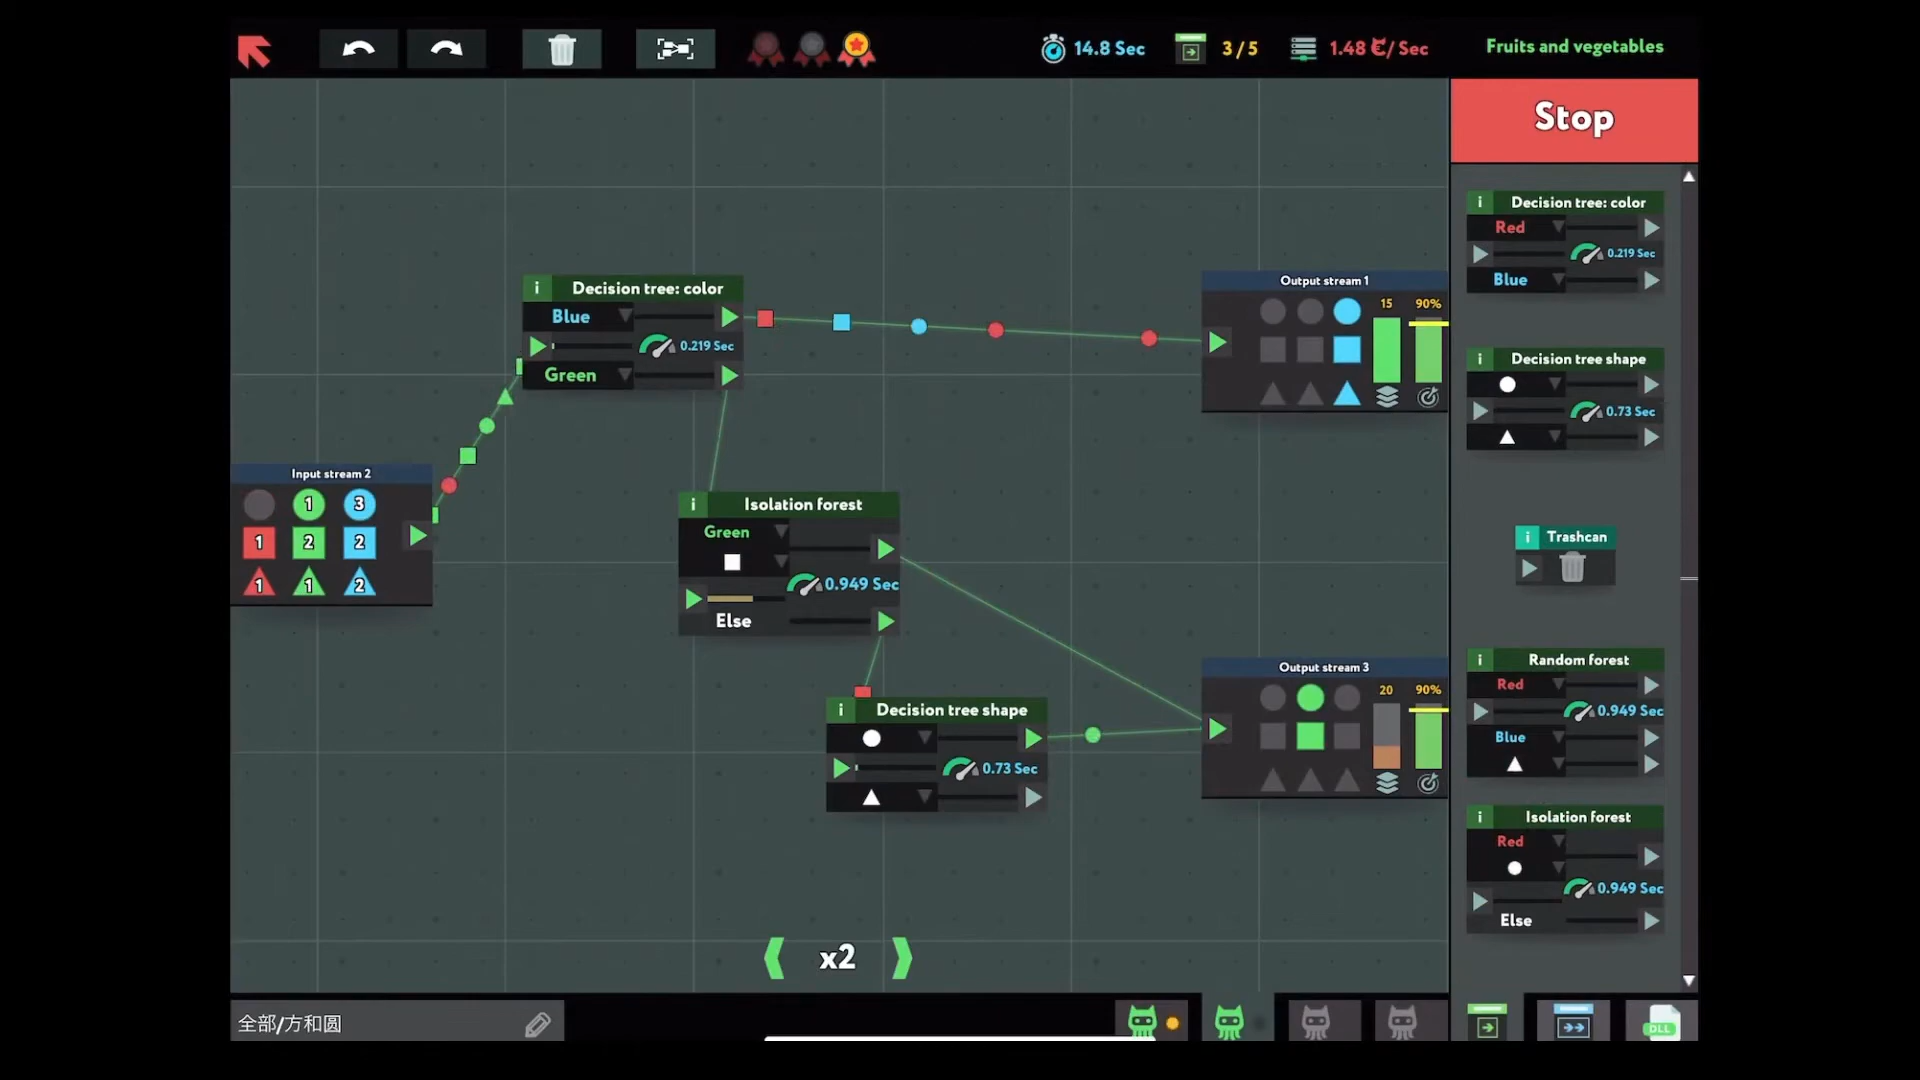 14.8 Sec
3/5
1.48 €/Sec
Fruits and vegetables
Stop
Decision tree: color
Red
0.219 Sec
Blue
Decision tree shape
0.73 Sec
Trashcan
Random forest
Red
0.949 Sec
Blue
Isolation forest
Red
0.949 Sec
Else
DLL
Decision tree: color
Blue
0.219 Sec
Green
Output stream 1
15 90%
Input stream 2
1 3
1 2 2
1 1 2
Isolation forest
Green
0.949 Sec
Else
Decision tree shape
0.73 Sec
Output stream 3
20 90%
x2
全部/方和圆